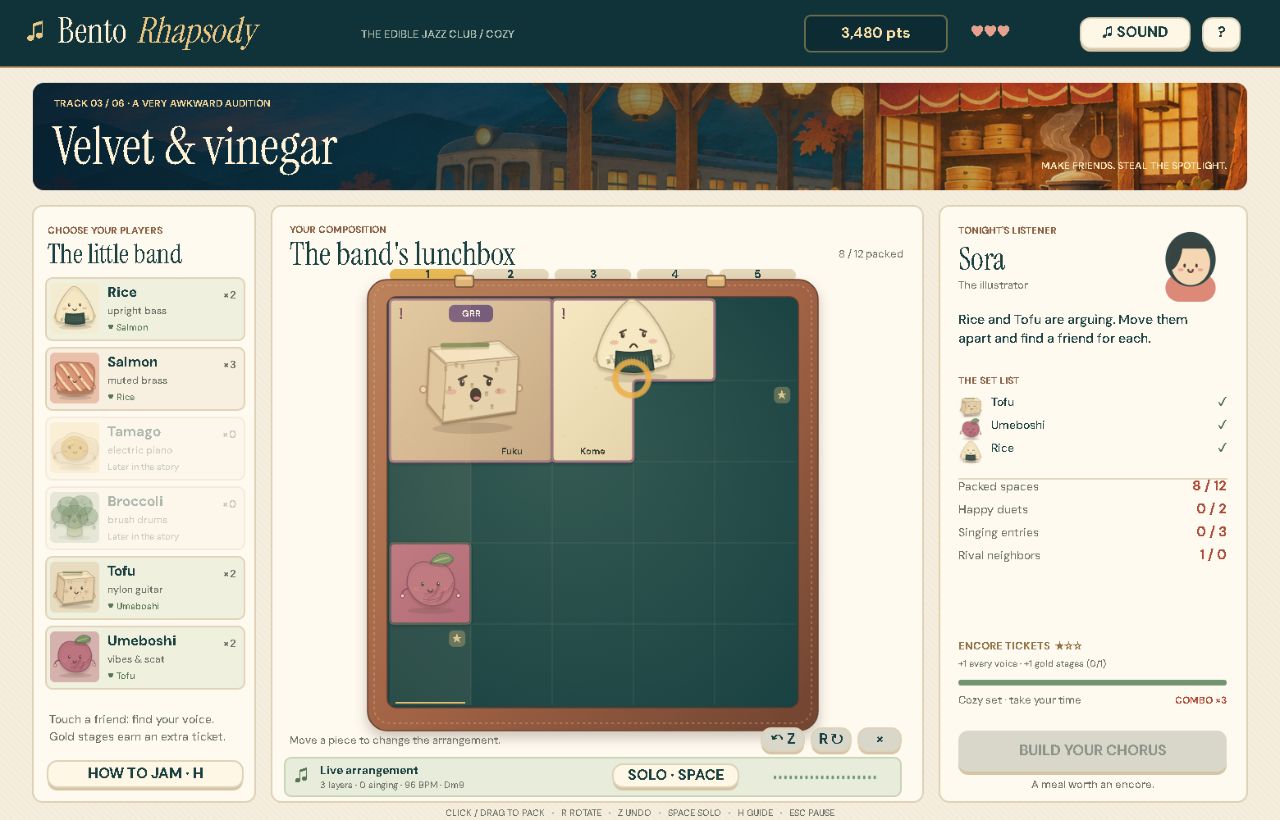 ♫ Bento Rhapsody
THE EDIBLE JAZZ CLUB / COZY
3,480 pts
♥♥♥
♫ SOUND
?
TRACK 03 / 06 · A VERY AWKWARD AUDITION
Velvet & vinegar
MAKE FRIENDS. STEAL THE SPOTLIGHT.
CHOOSE YOUR PLAYERS
The little band
Rice
×2
upright bass
♥ Salmon
Salmon
×3
muted brass
♥ Rice
Tamago
×0
electric piano
Later in the story
Broccoli
×0
brush drums
Later in the story
Tofu
×2
nylon guitar
♥ Umeboshi
Umeboshi
×2
vibes & scat
♥ Tofu
Touch a friend: find your voice.
Gold stages earn an extra ticket.
HOW TO JAM · H
YOUR COMPOSITION
The band's lunchbox
8 / 12 packed
1 2 3 4 5
! GRR !
Fuku
Kome
★
★
Move a piece to change the arrangement.
↶ Z
R ↻
×
♫ Live arrangement
3 layers · 0 singing · 96 BPM · Dm9
SOLO · SPACE
TONIGHT'S LISTENER
Sora
The illustrator
Rice and Tofu are arguing. Move them
apart and find a friend for each.
THE SET LIST
Tofu ✓
Umeboshi ✓
Rice ✓
Packed spaces 8 / 12
Happy duets 0 / 2
Singing entries 0 / 3
Rival neighbors 1 / 0
ENCORE TICKETS ★☆☆
+1 every voice · +1 gold stages (0/1)
Cozy set · take your time
COMBO ×3
BUILD YOUR CHORUS
A meal worth an encore.
CLICK / DRAG TO PACK · R ROTATE · Z UNDO · SPACE SOLO · H GUIDE · ESC PAUSE